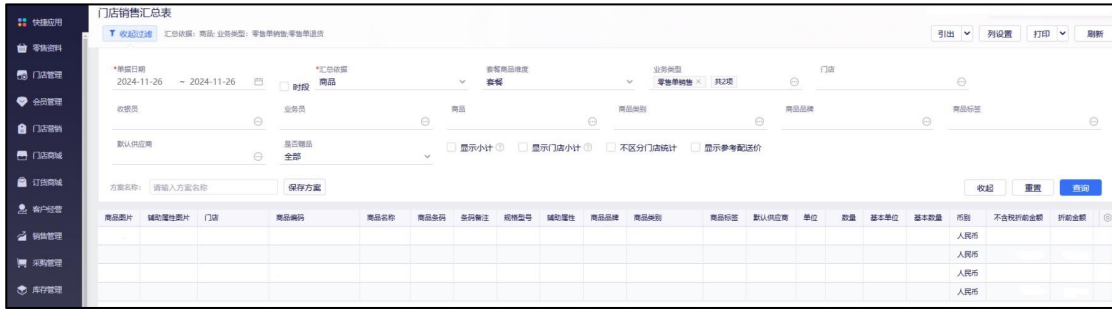 快捷应用
零售资料
门店管理
会员管理
门店营销
门店商城
订货商城
客户经营
销售管理
采购管理
库存管理
门店销售汇总表
收起过滤 汇总依据：商品; 业务类型：零售单销售;零售单退货
引出 列设置 打印 刷新
*单据日期 *汇总依据 套餐商品维度 业务类型 门店
2024-11-26 ~ 2024-11-26 时段 商品 套餐 零售单销售 × 共2项
收银员 业务员 商品 商品类别 商品品牌 商品标签
默认供应商 是否赠品
全部 显示小计 显示门店小计 不区分门店统计 显示参考配送价
方案名称: 请输入方案名称 保存方案 收起 重置 查询
商品图片 辅助属性图片 门店 商品编码 商品名称 商品条码 条码备注 规格型号 辅助属性 商品品牌 商品类别 商品标签 默认供应商 单位 数量 基本单位 基本数量 币别 不含税折前金额 折前金额
人民币
人民币
人民币
人民币